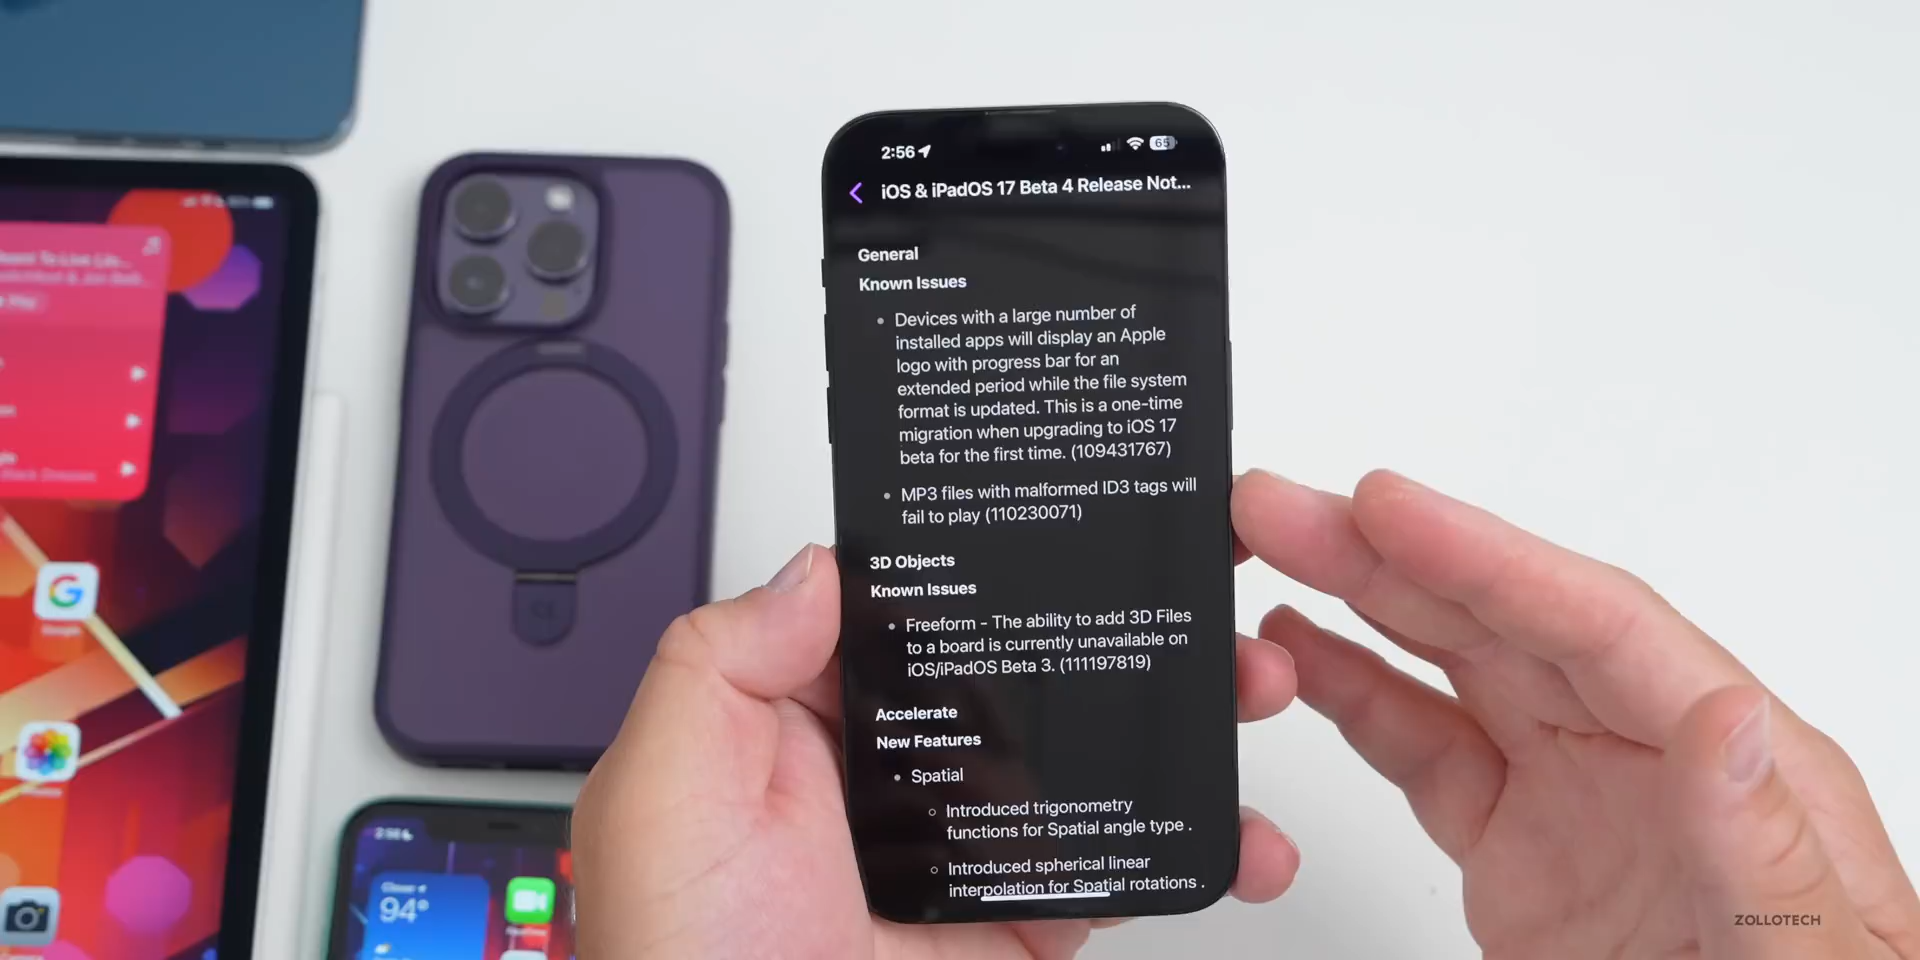 2:56
65
iOS & iPadOS 17 Beta 4 Release Not...
General
Known Issues
• Devices with a large number of
installed apps will display an Apple
logo with progress bar for an
extended period while the file system
format is updated. This is a one-time
migration when upgrading to iOS 17
beta for the first time. (109431767)
• MP3 files with malformed ID3 tags will
fail to play (110230071)
3D Objects
Known Issues
• Freeform - The ability to add 3D Files
to a board is currently unavailable on
iOS/iPadOS Beta 3. (111197819)
Accelerate
New Features
• Spatial
○ Introduced trigonometry
functions for Spatial angle type .
○ Introduced spherical linear
interpolation for Spatial rotations .
G
Google
2:56
94°
ZOLLOTECH